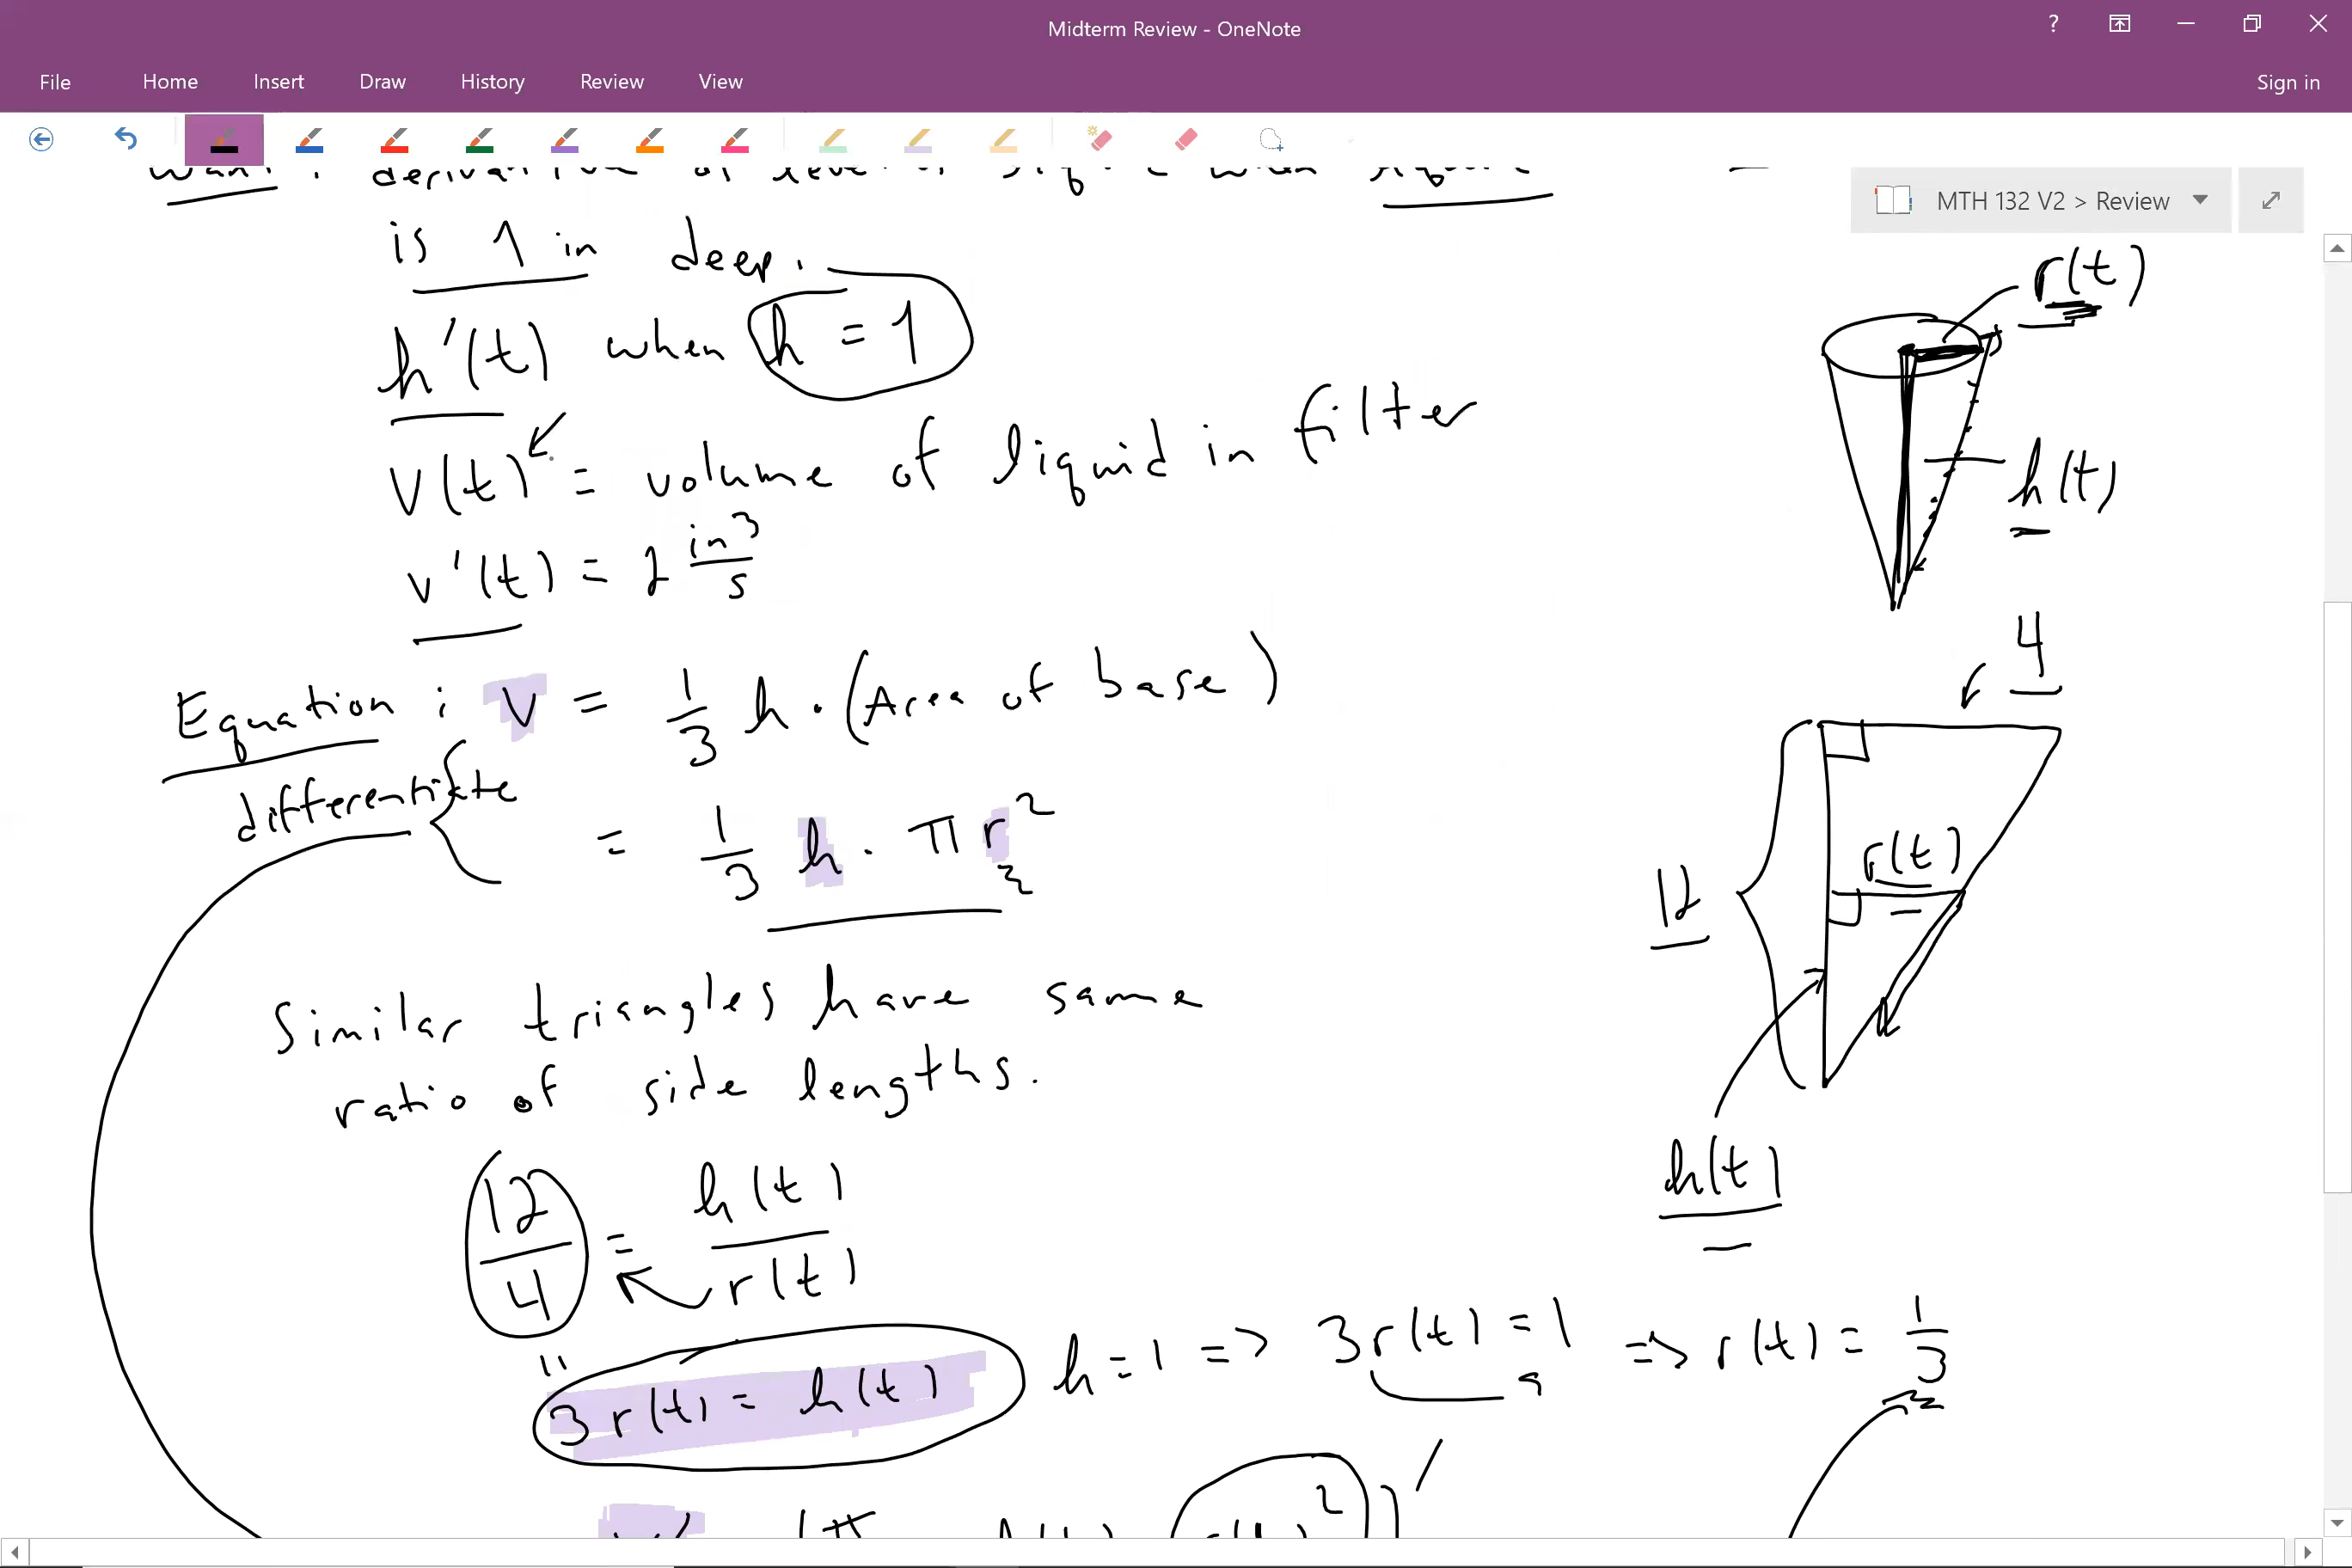 Midterm Review - OneNote
?
File Home Insert Draw History Review View
Sign in
MTH 132 V2 > Review
is 1 in deep.
h'(t) when h = 1
V(t) = volume of liquid in filter
V'(t) = 2 in³/s
Equation : V = 1/3 h · (Area of base)
differentiate
= 1/3 h · π r²
Similar triangles have same
ratio of side lengths.
12/4 = h(t)/r(t)
3r(t) = h(t)
h=1 => 3r(t) = 1 => r(t) = 1/3
r(t)
h(t)
4
12
r(t)
h(t)